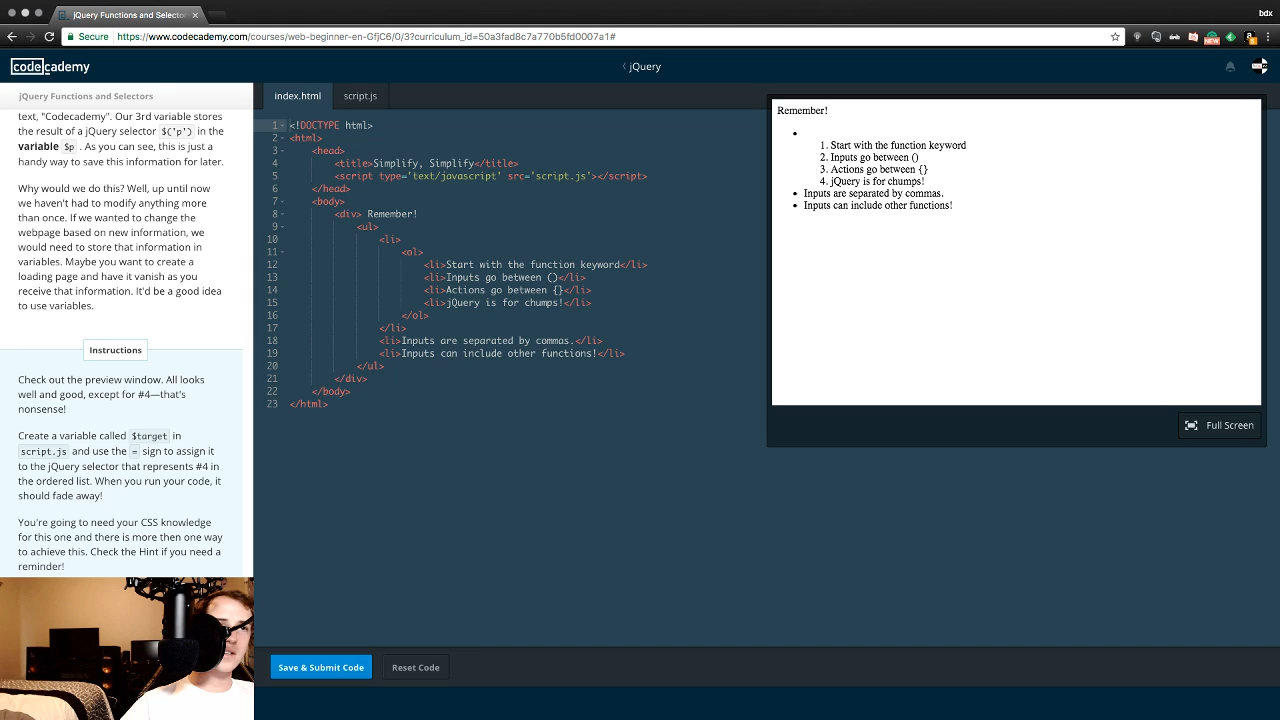 jQuery Functions and Selector
×
bdx
Secure https://www.codecademy.com/courses/web-beginner-en-GfjC6/0/3?curriculum_id=50a3fad8c7a770b5fd0007a1#
codecademy
jQuery
jQuery Functions and Selectors
text, "Codecademy". Our 3rd variable stores
the result of a jQuery selector $('p') in the
variable $p . As you can see, this is just a
handy way to save this information for later.
Why would we do this? Well, up until now
we haven't had to modify anything more
than once. If we wanted to change the
webpage based on new information, we
would need to store that information in
variables. Maybe you want to create a
loading page and have it vanish as you
receive that information. It'd be a good idea
to use variables.
Instructions
Check out the preview window. All looks
well and good, except for #4—that's
nonsense!
Create a variable called $target in
script.js and use the = sign to assign it
to the jQuery selector that represents #4 in
the ordered list. When you run your code, it
should fade away!
You're going to need your CSS knowledge
for this one and there is more then one way
to achieve this. Check the Hint if you need a
reminder!
index.html script.js
1 <!DOCTYPE html>
2 <html>
3 <head>
4 <title>Simplify, Simplify</title>
5 <script type='text/javascript' src='script.js'></script>
6 </head>
7 <body>
8 <div> Remember!
9 <ul>
10 <li>
11 <ol>
12 <li>Start with the function keyword</li>
13 <li>Inputs go between ()</li>
14 <li>Actions go between {}</li>
15 <li>jQuery is for chumps!</li>
16 </ol>
17 </li>
18 <li>Inputs are separated by commas.</li>
19 <li>Inputs can include other functions!</li>
20 </ul>
21 </div>
22 </body>
23 </html>
Save & Submit Code Reset Code
Remember!
•
1. Start with the function keyword
2. Inputs go between ()
3. Actions go between {}
4. jQuery is for chumps!
• Inputs are separated by commas.
• Inputs can include other functions!
Full Screen